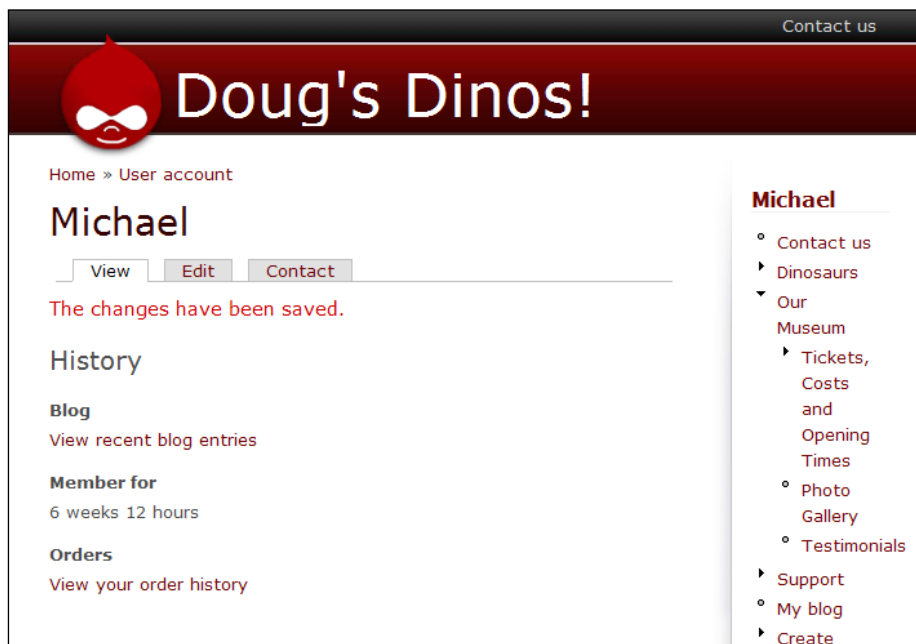 Contact us
Doug's Dinos!
Home » User account
Michael
View
Edit
Contact
The changes have been saved.
History
Blog
View recent blog entries
Member for
6 weeks 12 hours
Orders
View your order history
Michael
Contact us
Dinosaurs
Our
Museum
Tickets,
Costs
and
Opening
Times
Photo
Gallery
Testimonials
Support
My blog
Create